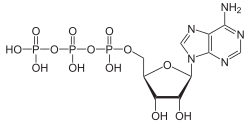 NH₂
O O O N N
HO P O P O P O O N N
OH OH OH
OH OH